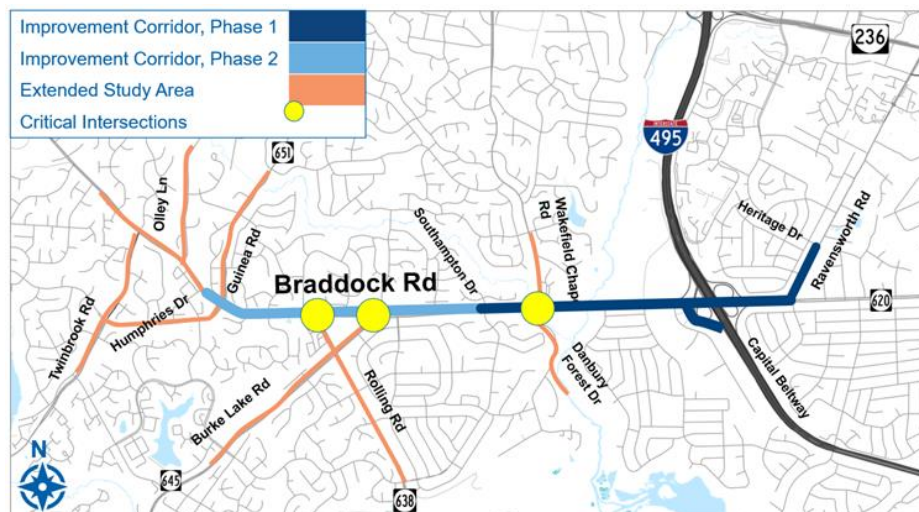 Improvement Corridor, Phase 1
Improvement Corridor, Phase 2
Extended Study Area
Critical Intersections
236
INTERSTATE
495
651
Olley Ln
Guinea Rd
Southampton Dr
Wakefield Chap
Rd
Heritage Dr
Ravensworth Rd
Braddock Rd
620
Twinbrook Rd
Humphries Dr
Burke Lake Rd
Rolling Rd
Danbury
Forest Dr
Capital Beltway
N
645
638